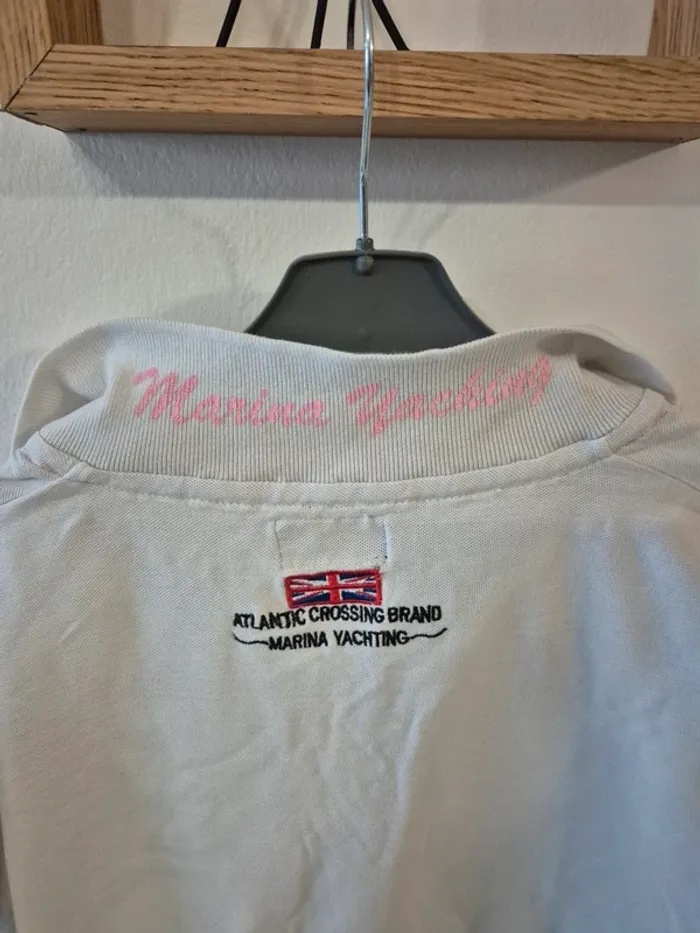 Marina Yachting
ATLANTIC CROSSING BRAND
MARINA YACHTING